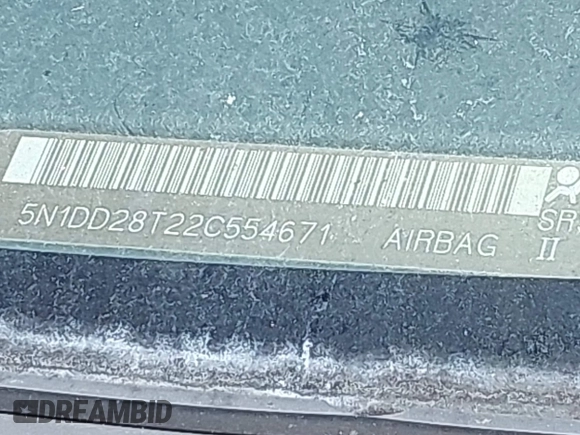 5N1DD28T22C554671 AIRBAG
SR
II
DREAMBID